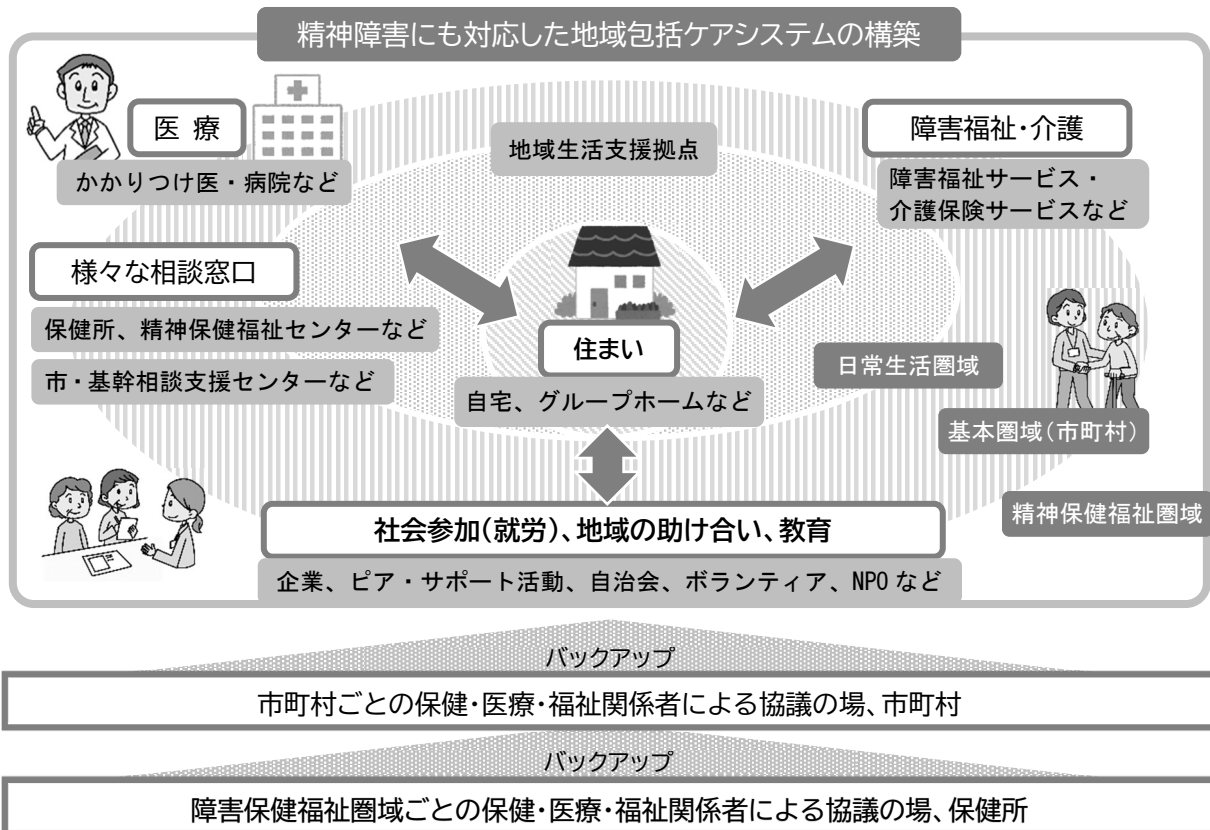 精神障害にも対応した地域包括ケアシステムの構築
医療
かかりつけ医・病院など
地域生活支援拠点
障害福祉・介護
障害福祉サービス・
介護保険サービスなど
様々な相談窓口
保健所、精神保健福祉センターなど
市・基幹相談支援センターなど
住まい
自宅、グループホームなど
日常生活圏域
基本圏域(市町村)
精神保健福祉圏域
社会参加(就労)、地域の助け合い、教育
企業、ピア・サポート活動、自治会、ボランティア、NPOなど
バックアップ
市町村ごとの保健・医療・福祉関係者による協議の場、市町村
バックアップ
障害保健福祉圏域ごとの保健・医療・福祉関係者による協議の場、保健所